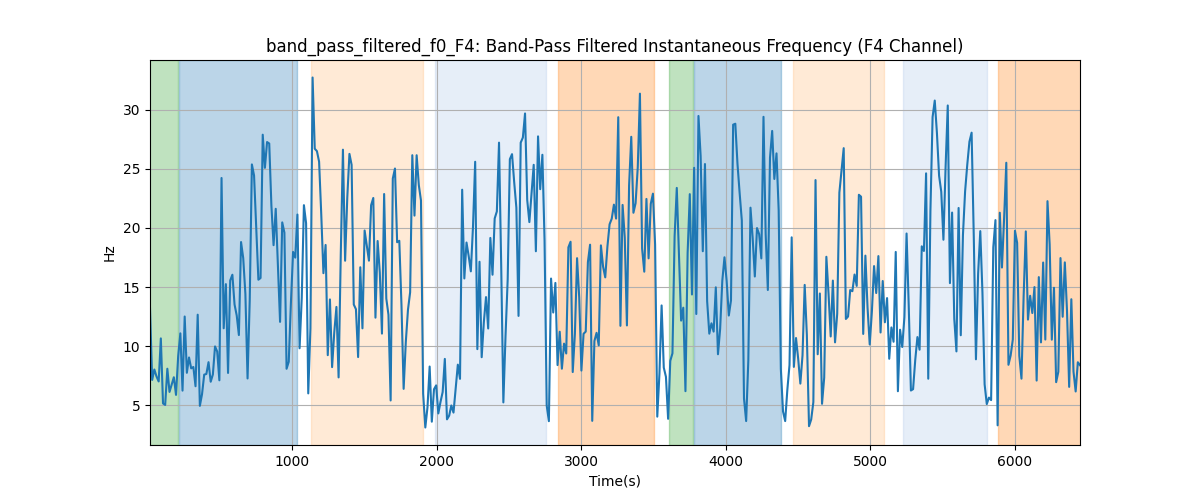 band_pass_filtered_f0_F4: Band-Pass Filtered Instantaneous Frequency (F4 Channel)
30
25
20
15
10
5
Hz
1000 2000 3000 4000 5000 6000
Time(s)